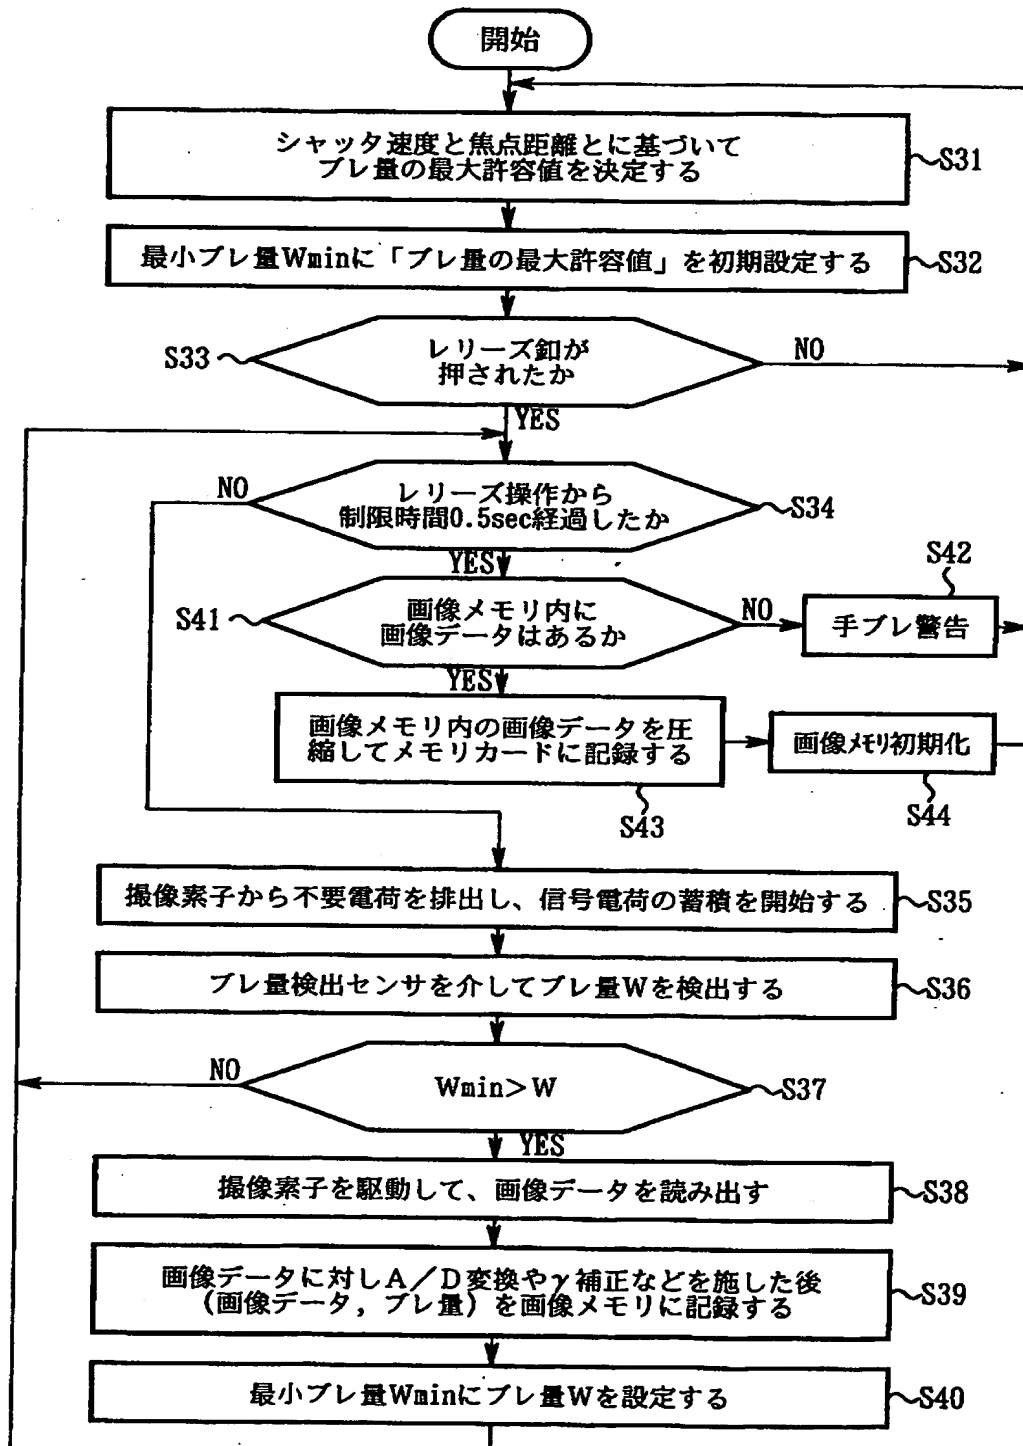 開始
シャッタ速度と焦点距離とに基づいて
ブレ量の最大許容値を決定する
S31
最小ブレ量Wminに「ブレ量の最大許容値」を初期設定する
S32
S33
レリーズ釦が
押されたか
NO
YES
NO
レリーズ操作から
制限時間0.5sec経過したか
S34
YES
S42
S41
画像メモリ内に
画像データはあるか
NO
手ブレ警告
YES
画像メモリ内の画像データを圧
縮してメモリカードに記録する
画像メモリ初期化
S43
S44
撮像素子から不要電荷を排出し、信号電荷の蓄積を開始する
S35
ブレ量検出センサを介してブレ量Wを検出する
S36
NO
Wmin>W
S37
YES
撮像素子を駆動して、画像データを読み出す
S38
画像データに対しA/D変換やγ補正などを施した後
(画像データ,ブレ量)を画像メモリに記録する
S39
最小ブレ量Wminにブレ量Wを設定する
S40